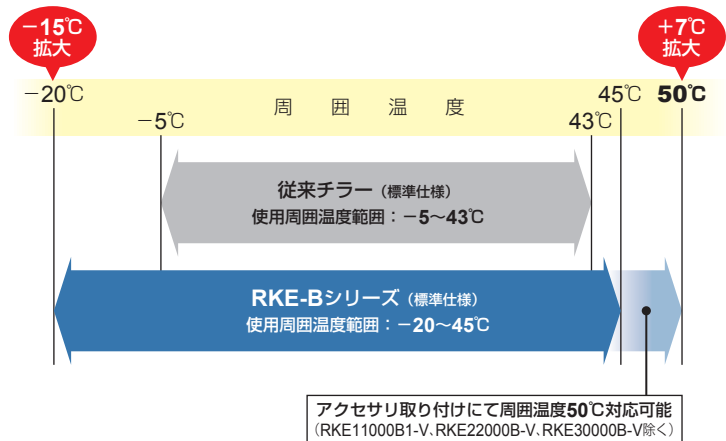 −15℃
拡大
+7℃
拡大
−20℃
45℃ 50℃
周囲温度
−5℃
43℃
従来チラー（標準仕様）
使用周囲温度範囲：−5〜43℃
RKE-Bシリーズ（標準仕様）
使用周囲温度範囲：−20〜45℃
アクセサリ取り付けにて周囲温度50℃対応可能
（RKE11000B1-V、RKE22000B-V、RKE30000B-V除く）